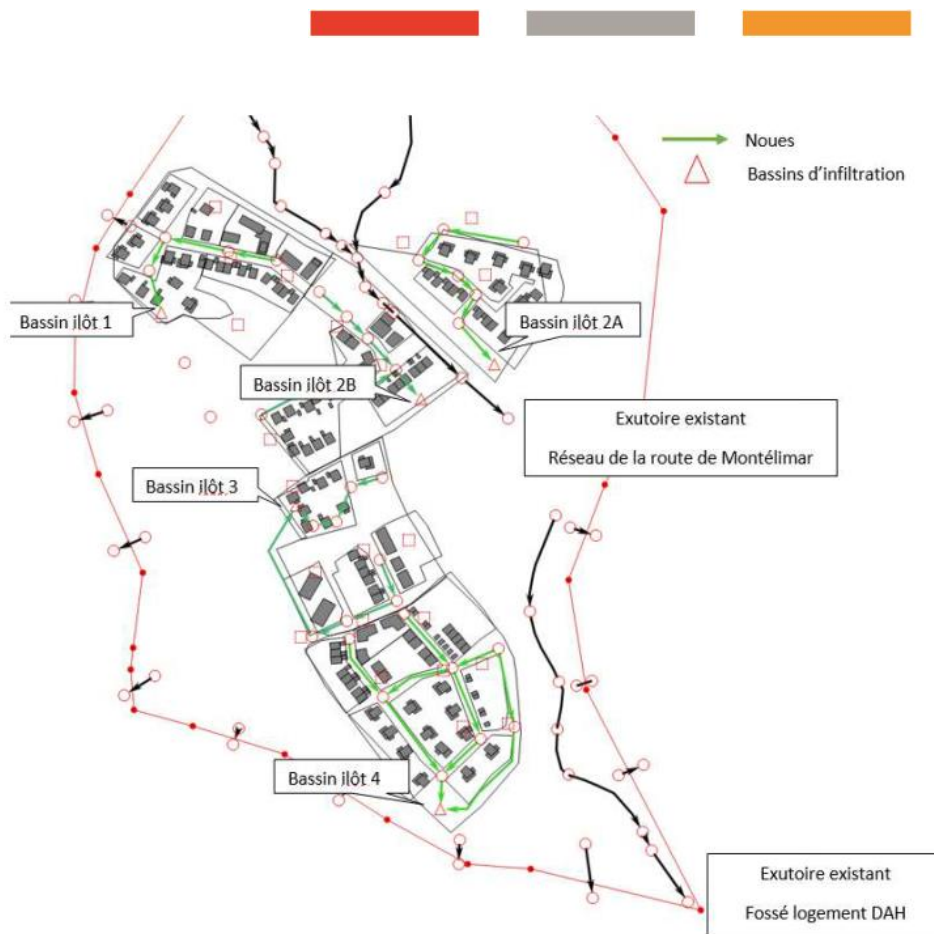 Noues
Bassins d'infiltration
Bassin ilôt 1
Bassin ilôt 2A
Bassin ilôt 2B
Exutoire existant
Réseau de la route de Montélimar
Bassin ilôt 3
Bassin ilôt 4
Exutoire existant
Fossé logement DAH